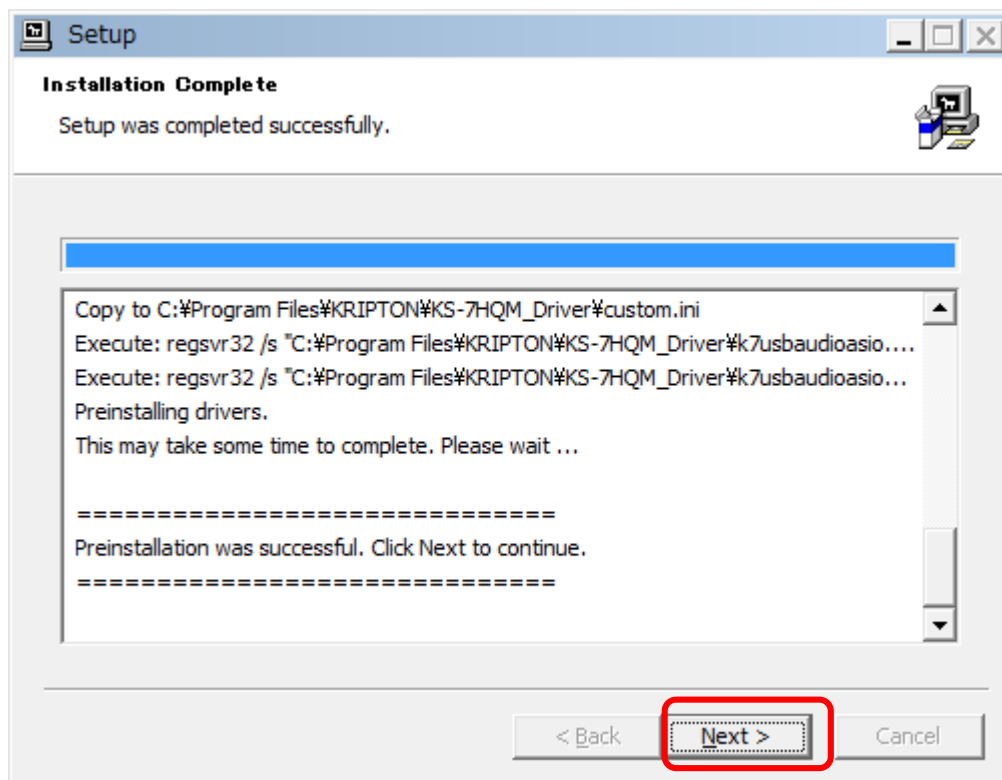 Setup
Installation Complete
Setup was completed successfully.
Copy to C:¥Program Files¥KRIPTON¥KS-7HQM_Driver¥custom.ini
Execute: regsvr32 /s "C:¥Program Files¥KRIPTON¥KS-7HQM_Driver¥k7usbaudioasio....
Execute: regsvr32 /s "C:¥Program Files¥KRIPTON¥KS-7HQM_Driver¥k7usbaudioasio...
Preinstalling drivers.
This may take some time to complete. Please wait ...
==============================
Preinstallation was successful. Click Next to continue.
==============================
< Back
Next >
Cancel